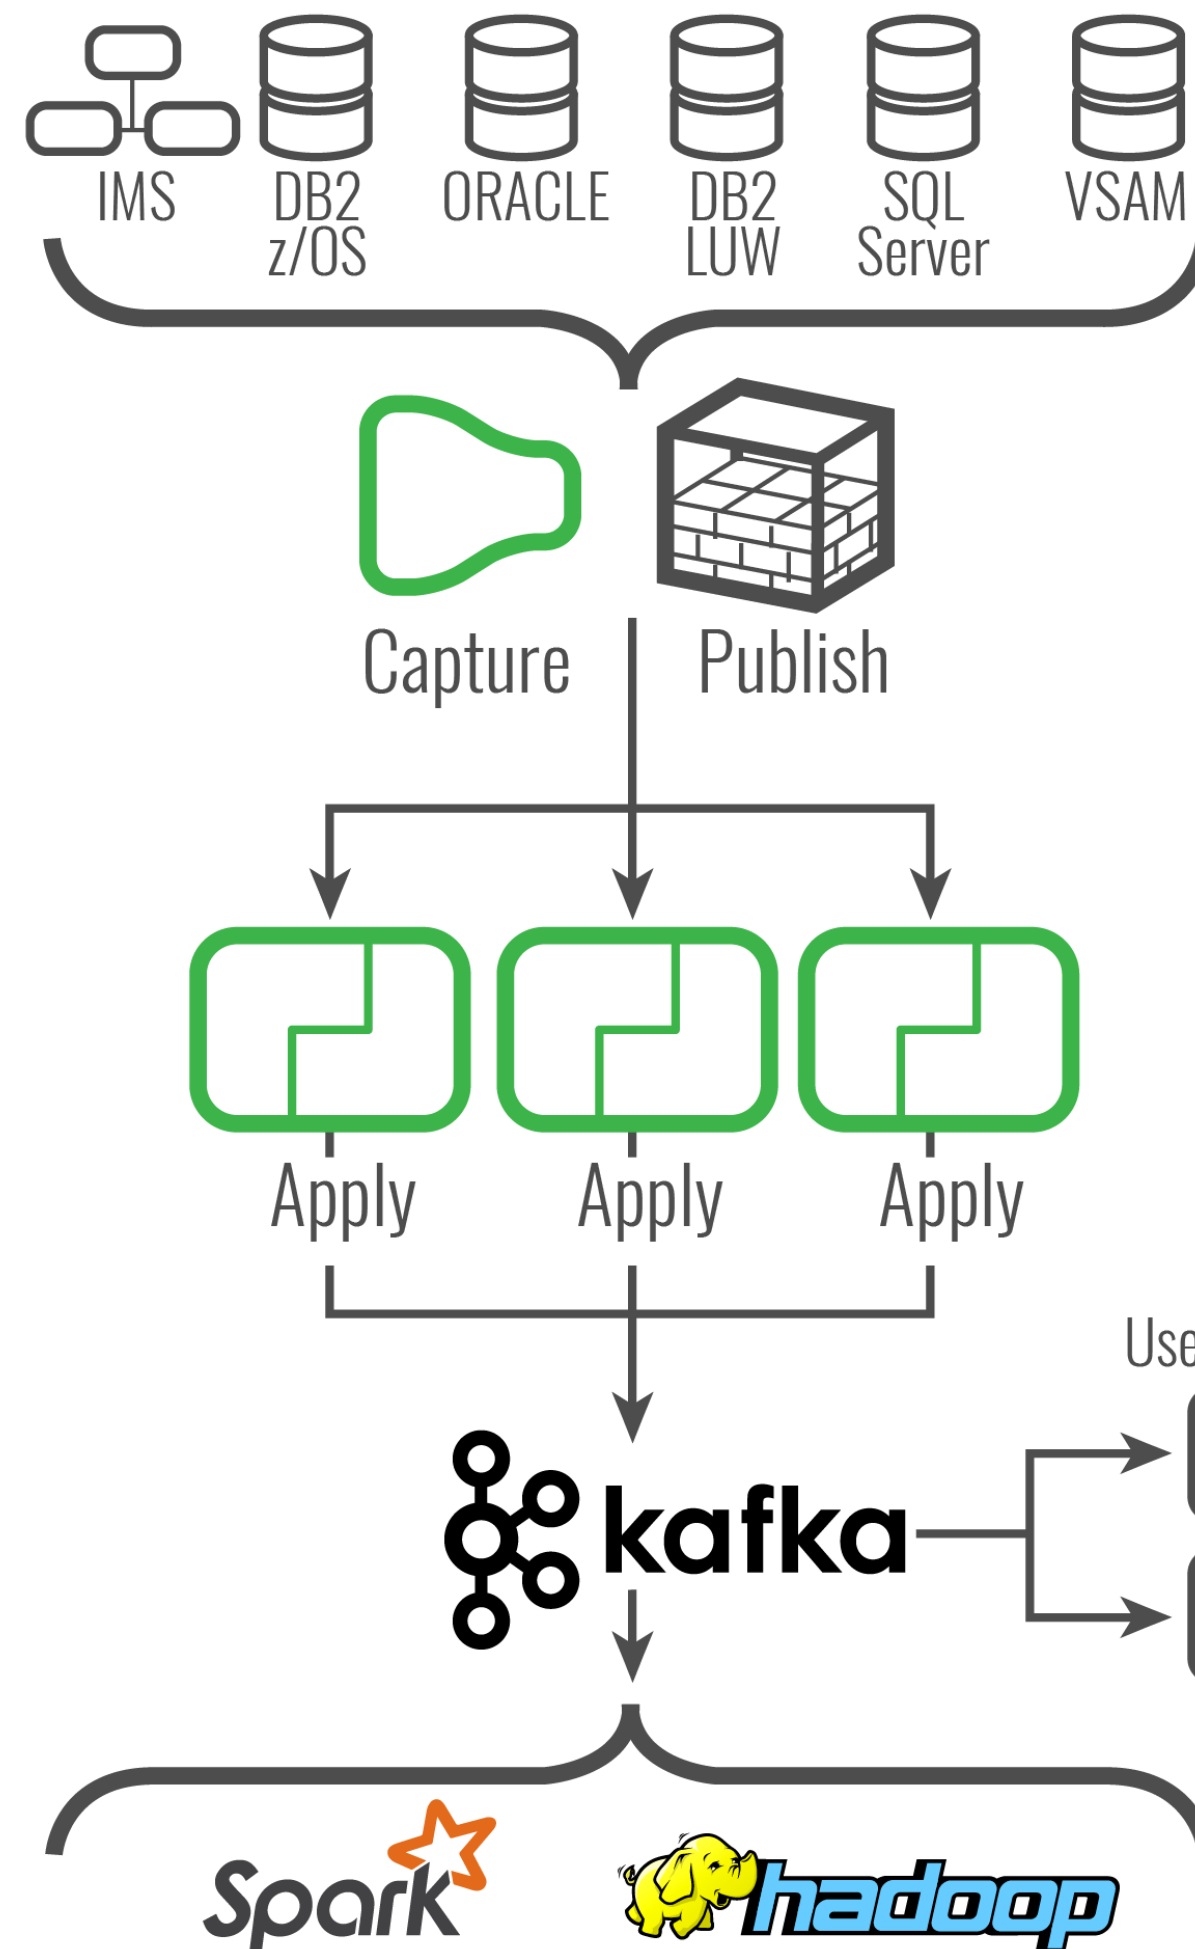 IMS
DB2
z/OS
ORACLE
DB2
LUW
SQL
Server
VSAM
Capture
Publish
Apply
Apply
Apply
kafka
Spark
hadoop